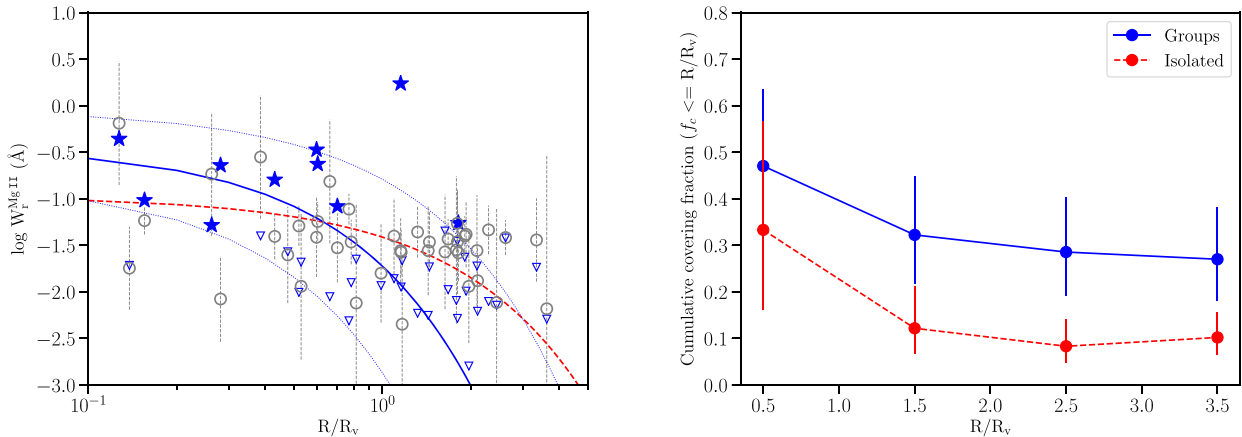 log W_r^{Mg II} (Å)
1.0
0.5
0.0
−0.5
−1.0
−1.5
−2.0
−2.5
−3.0
10^{−1}
10^{0}
R/R_v
Cumulative covering fraction (f_c <= R/R_v)
0.8
0.7
0.6
0.5
0.4
0.3
0.2
0.1
0.0
Groups
Isolated
0.5 1.0 1.5 2.0 2.5 3.0 3.5
R/R_v